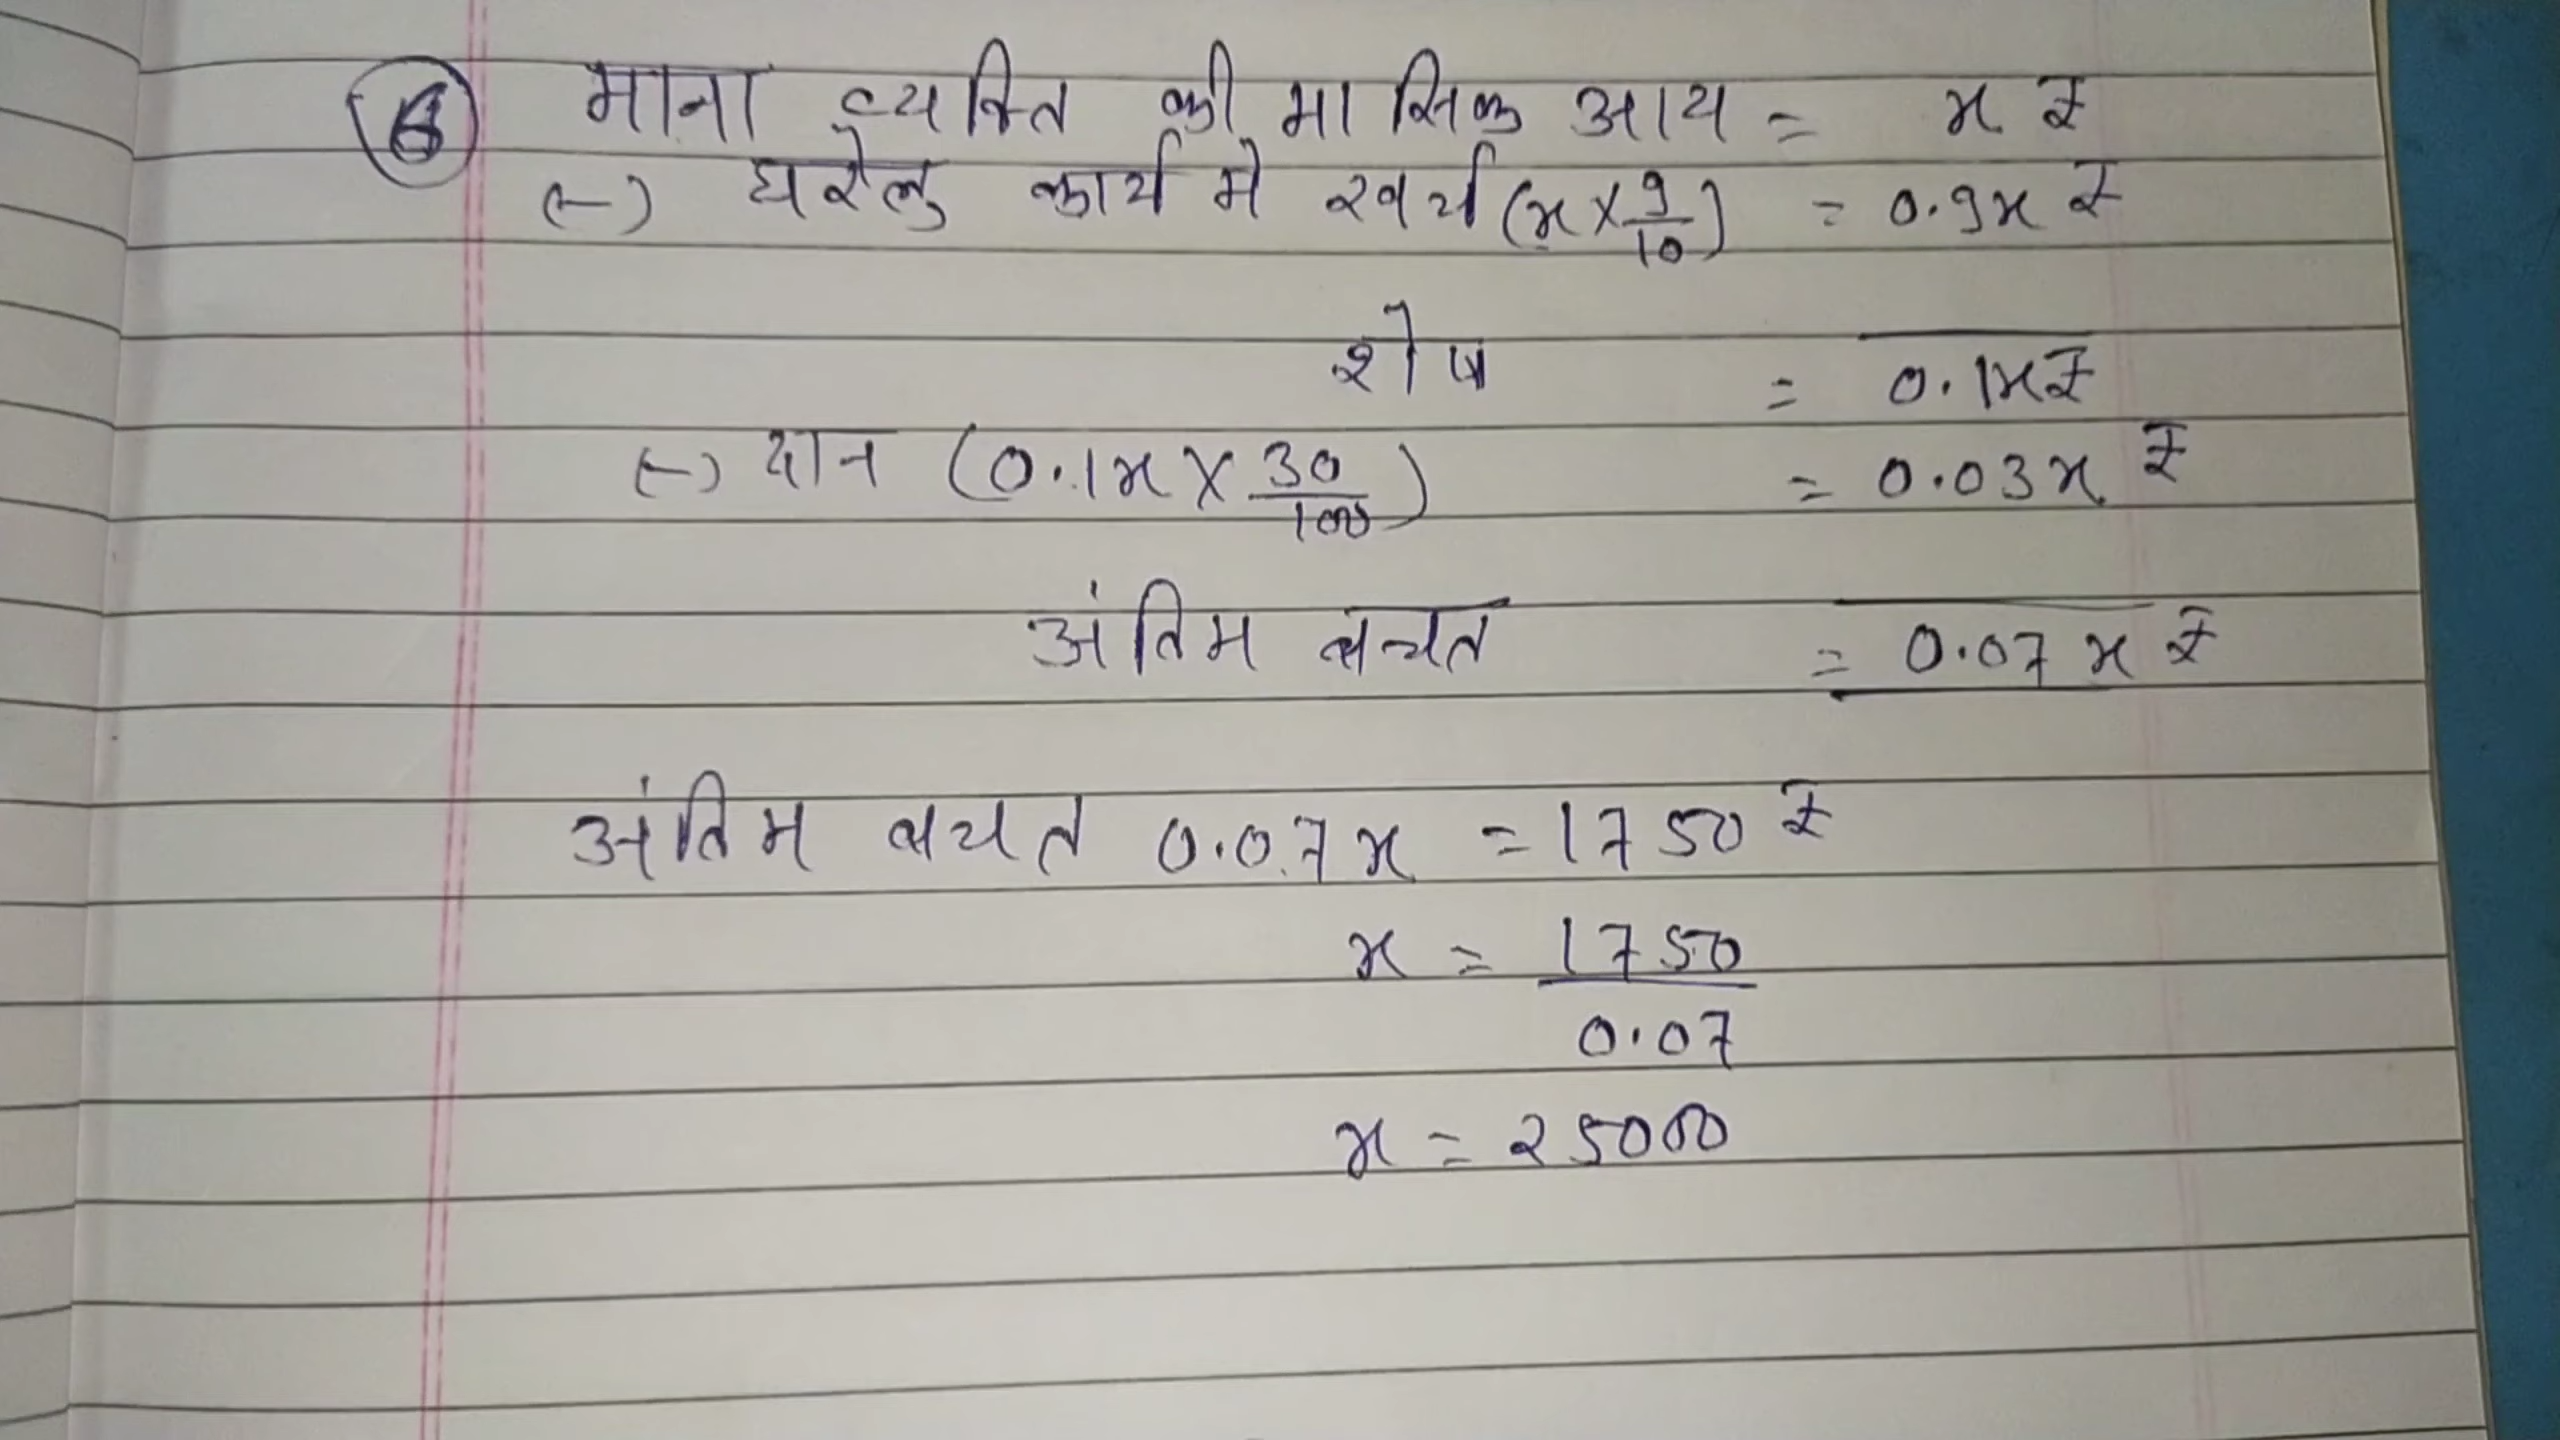 6 माना व्यक्ति की मासिक आय = x ₹
(-) घरेलु कार्य मे खर्च (x × 9/10) = 0.9x ₹
शेष = 0.1x ₹
(-) दान (0.1x × 30/100) = 0.03x ₹
अंतिम बचत = 0.07x ₹
अंतिम बचत 0.07x = 1750 ₹
x = 1750
0.07
x = 25000